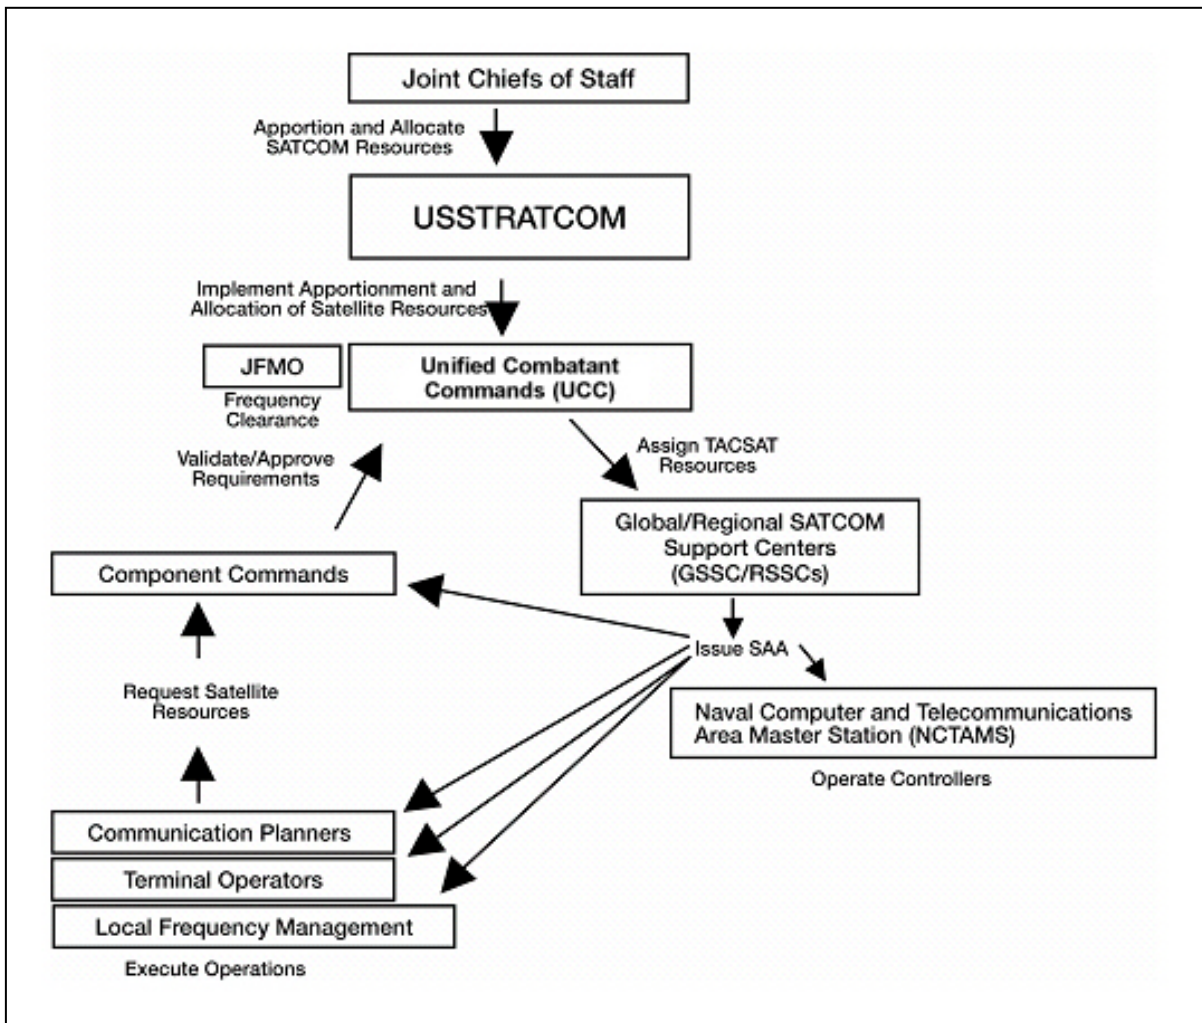 Joint Chiefs of Staff
Apportion and Allocate
SATCOM Resources
USSTRATCOM
Implement Apportionment and
Allocation of Satellite Resources
JFMO
Frequency
Clearance
Unified Combatant
Commands (UCC)
Validate/Approve
Requirements
Assign TACSAT
Resources
Global/Regional SATCOM
Support Centers
(GSSC/RSSCs)
Component Commands
Issue SAA
Request Satellite
Resources
Naval Computer and Telecommunications
Area Master Station (NCTAMS)
Operate Controllers
Communication Planners
Terminal Operators
Local Frequency Management
Execute Operations